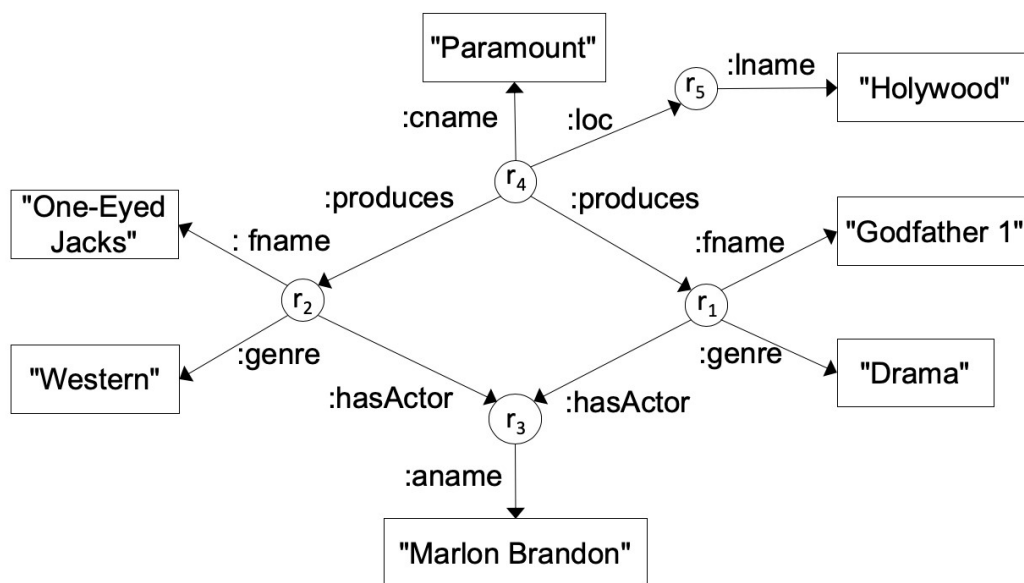 "Paramount"
:lname
r5
"Holywood"
:cname
:loc
r4
:produces
:produces
"One-Eyed
Jacks"
: fname
:fname
"Godfather 1"
r2
r1
"Western"
:genre
:genre
"Drama"
:hasActor
:hasActor
r3
:aname
"Marlon Brandon"